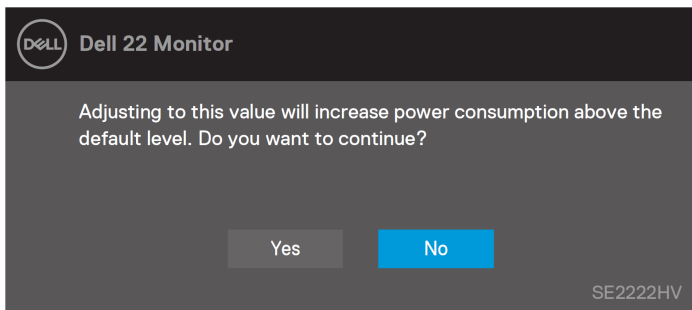 DELL
Dell 22 Monitor
Adjusting to this value will increase power consumption above the
default level. Do you want to continue?
Yes
No
SE2222HV